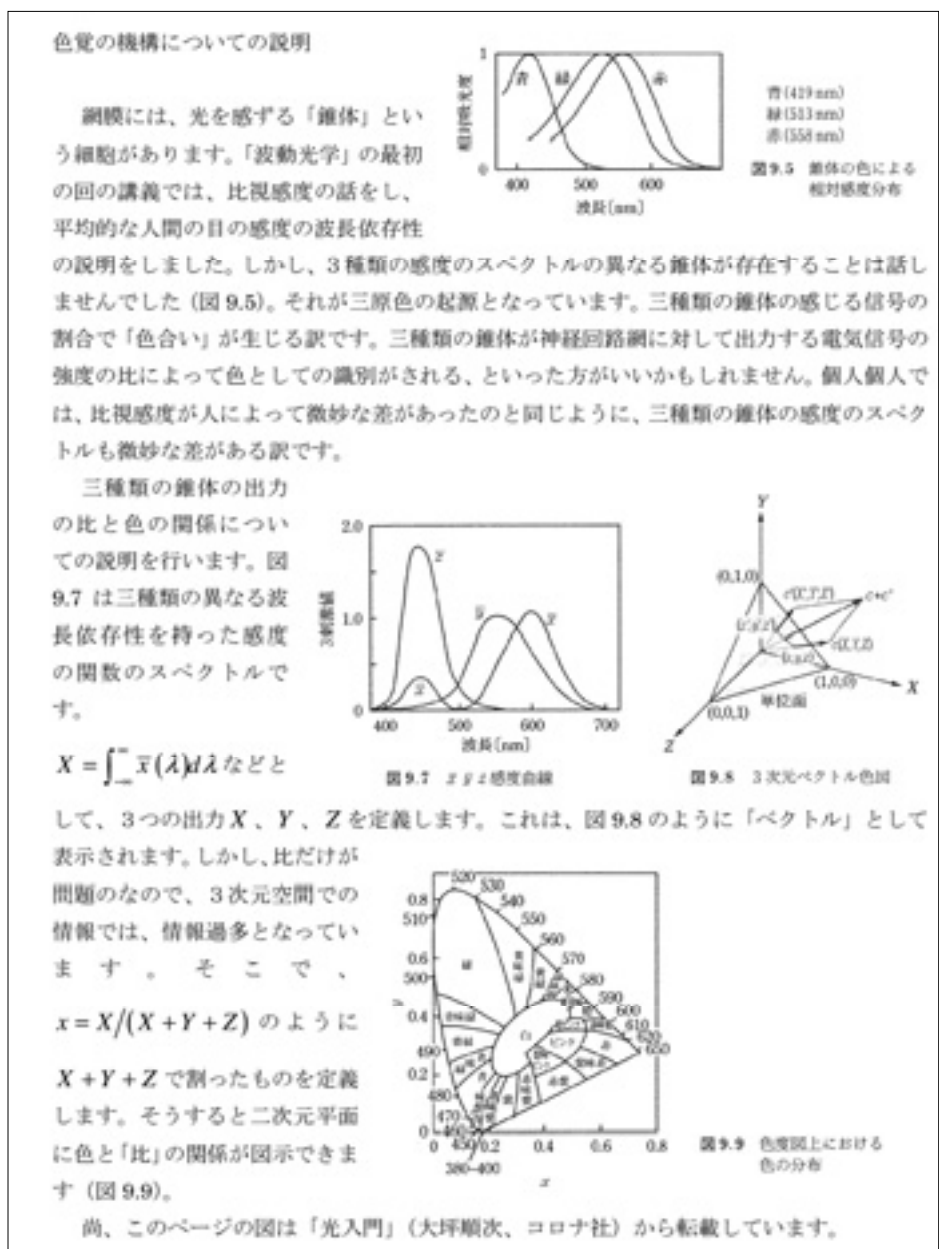 色覚の機構についての説明
網膜には、光を感ずる「錐体」とい
う細胞があります。「波動光学」の最初
の回の講義では、比視感度の話をし、
平均的な人間の目の感度の波長依存性
の説明をしました。しかし、3種類の感度のスペクトルの異なる錐体が存在することは話し
ませんでした(図 9.5)。それが三原色の起源となっています。三種類の錐体の感じる信号の
割合で「色合い」が生じる訳です。三種類の錐体が神経回路網に対して出力する電気信号の
強度の比によって色としての識別がされる、といった方がいいかもしれません。個人個人で
は、比視感度が人によって微妙な差があったのと同じように、三種類の錐体の感度のスペク
トルも微妙な差がある訳です。
1
青 緑 赤
相対吸光度
0
400 500 600
波長[nm]
青(419 nm)
緑(513 nm)
赤(558 nm)
図 9.5 錐体の色による
相対感度分布
三種類の錐体の出力
の比と色の関係につい
ての説明を行います。図
9.7 は三種類の異なる波
長依存性を持った感度
の関数のスペクトルで
す。
X = ∫_{-∞}^{∞} x̄(λ)dλ などと
して、3つの出力 X 、 Y 、 Z を定義します。これは、図 9.8 のように「ベクトル」として
表示されます。しかし、比だけが
問題のなので、3次元空間での
情報では、情報過多となってい
ます。そこで、
x = X/(X + Y + Z) のように
X + Y + Z で割ったものを定義
します。そうすると二次元平面
に色と「比」の関係が図示できま
す(図 9.9)。
2.0
z̄
3刺激値
1.0
ȳ
x̄
x̄
0
400 500 600 700
波長[nm]
図 9.7 x̄ ȳ z̄ 感度曲線
Y
(0,1,0)
c+c'
(1,0,0)
X
(0,0,1)
単位面
Z
図 9.8 3次元ベクトル色図
520
530
540
550
560
570
580
590
600
610
620
650
0.8
510
0.6
500
y
0.4
490
0.2
480
470
460
450
380–400
0
0 0.2 0.4 0.6 0.8
x
緑
白
ピンク
図 9.9 色度図上における
色の分布
尚、このページの図は「光入門」(大坪順次、コロナ社)から転載しています。